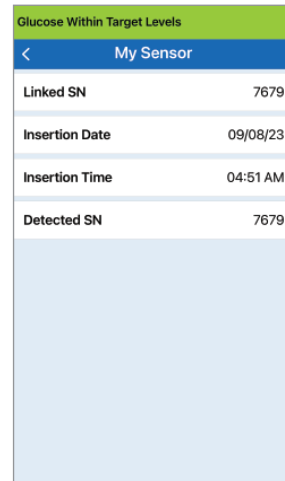 Glucose Within Target Levels
My Sensor
Linked SN 7679
Insertion Date 09/08/23
Insertion Time 04:51 AM
Detected SN 7679